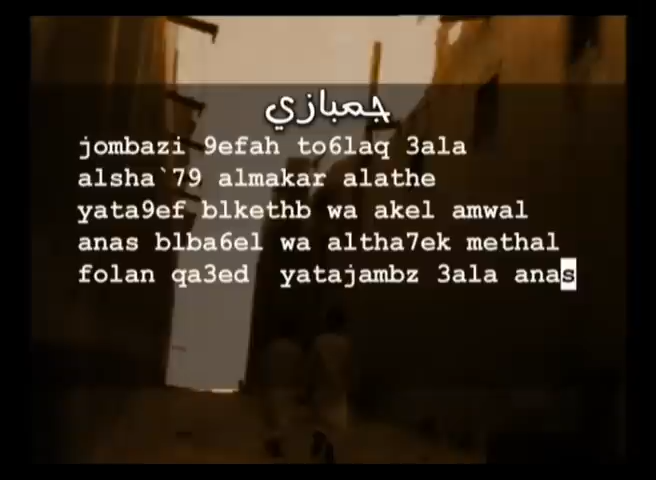 جمبازي
jombazi 9efah to6laq 3ala
alsha`79 almakar alathe
yata9ef blkethb wa akel amwal
anas blba6el wa altha7ek methal
folan qa3ed  yatajambz 3ala anas